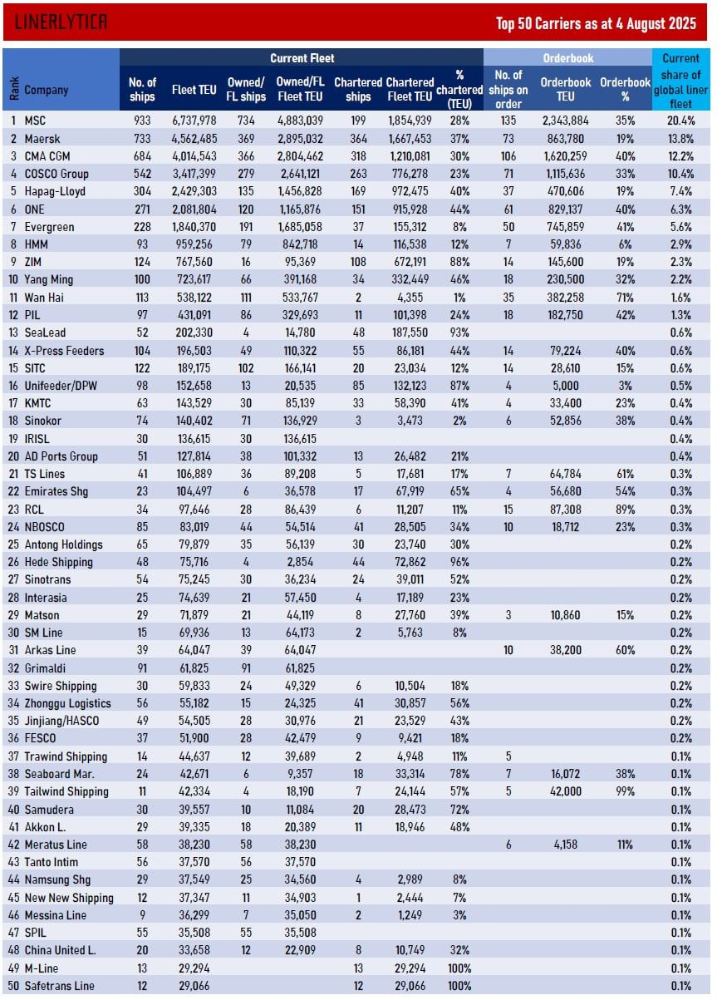 LINERLYTICA
Top 50 Carriers as at 4 August 2025
Current Fleet Orderbook Current share of global liner fleet
Rank Company No. of ships Fleet TEU Owned/ FL ships Owned/FL Fleet TEU Chartered ships Chartered Fleet TEU % chartered (TEU) No. of ships on order Orderbook TEU Orderbook %
1 MSC 933 6,737,978 734 4,883,039 199 1,854,939 28% 135 2,343,884 35% 20.4%
2 Maersk 733 4,562,485 369 2,895,032 364 1,667,453 37% 73 863,780 19% 13.8%
3 CMA CGM 684 4,014,543 366 2,804,462 318 1,210,081 30% 106 1,620,259 40% 12.2%
4 COSCO Group 542 3,417,399 279 2,641,121 263 776,278 23% 71 1,115,636 33% 10.4%
5 Hapag-Lloyd 304 2,429,303 135 1,456,828 169 972,475 40% 37 470,606 19% 7.4%
6 ONE 271 2,081,804 120 1,165,876 151 915,928 44% 61 829,137 40% 6.3%
7 Evergreen 228 1,840,370 191 1,685,058 37 155,312 8% 50 745,859 41% 5.6%
8 HMM 93 959,256 79 842,718 14 116,538 12% 7 59,836 6% 2.9%
9 ZIM 124 767,560 16 95,369 108 672,191 88% 14 145,600 19% 2.3%
10 Yang Ming 100 723,617 66 391,168 34 332,449 46% 18 230,500 32% 2.2%
11 Wan Hai 113 538,122 111 533,767 2 4,355 1% 35 382,258 71% 1.6%
12 PIL 97 431,091 86 329,693 11 101,398 24% 18 182,750 42% 1.3%
13 SeaLead 52 202,330 4 14,780 48 187,550 93% 0.6%
14 X-Press Feeders 104 196,503 49 110,322 55 86,181 44% 14 79,224 40% 0.6%
15 SITC 122 189,175 102 166,141 20 23,034 12% 14 28,610 15% 0.6%
16 Unifeeder/DPW 98 152,658 13 20,535 85 132,123 87% 4 5,000 3% 0.5%
17 KMTC 63 143,529 30 85,139 33 58,390 41% 4 33,400 23% 0.4%
18 Sinokor 74 140,402 71 136,929 3 3,473 2% 6 52,856 38% 0.4%
19 IRISL 30 136,615 30 136,615 0.4%
20 AD Ports Group 51 127,814 38 101,332 13 26,482 21% 0.4%
21 TS Lines 41 106,889 36 89,208 5 17,681 17% 7 64,784 61% 0.3%
22 Emirates Shg 23 104,497 6 36,578 17 67,919 65% 4 56,680 54% 0.3%
23 RCL 34 97,646 28 86,439 6 11,207 11% 15 87,308 89% 0.3%
24 NBOSCO 85 83,019 44 54,514 41 28,505 34% 10 18,712 23% 0.3%
25 Antong Holdings 65 79,879 35 56,139 30 23,740 30% 0.2%
26 Hede Shipping 48 75,716 4 2,854 44 72,862 96% 0.2%
27 Sinotrans 54 75,245 30 36,234 24 39,011 52% 0.2%
28 Interasia 25 74,639 21 57,450 4 17,189 23% 0.2%
29 Matson 29 71,879 21 44,119 8 27,760 39% 3 10,860 15% 0.2%
30 SM Line 15 69,936 13 64,173 2 5,763 8% 0.2%
31 Arkas Line 39 64,047 39 64,047 10 38,200 60% 0.2%
32 Grimaldi 91 61,825 91 61,825 0.2%
33 Swire Shipping 30 59,833 24 49,329 6 10,504 18% 0.2%
34 Zhonggu Logistics 56 55,182 15 24,325 41 30,857 56% 0.2%
35 Jinjiang/HASCO 49 54,505 28 30,976 21 23,529 43% 0.2%
36 FESCO 37 51,900 28 42,479 9 9,421 18% 0.2%
37 Trawind Shipping 14 44,637 12 39,689 2 4,948 11% 5 0.1%
38 Seaboard Mar. 24 42,671 6 9,357 18 33,314 78% 7 16,072 38% 0.1%
39 Tailwind Shipping 11 42,334 4 18,190 7 24,144 57% 5 42,000 99% 0.1%
40 Samudera 30 39,557 10 11,084 20 28,473 72% 0.1%
41 Akkon L. 29 39,335 18 20,389 11 18,946 48% 0.1%
42 Meratus Line 58 38,230 58 38,230 6 4,158 11% 0.1%
43 Tanto Intim 56 37,570 56 37,570 0.1%
44 Namsung Shg 29 37,549 25 34,560 4 2,989 8% 0.1%
45 New New Shipping 12 37,347 11 34,903 1 2,444 7% 0.1%
46 Messina Line 9 36,299 7 35,050 2 1,249 3% 0.1%
47 SPIL 55 35,508 55 35,508 0.1%
48 China United L. 20 33,658 12 22,909 8 10,749 32% 0.1%
49 M-Line 13 29,294 13 29,294 100% 0.1%
50 Safetrans Line 12 29,066 12 29,066 100% 0.1%